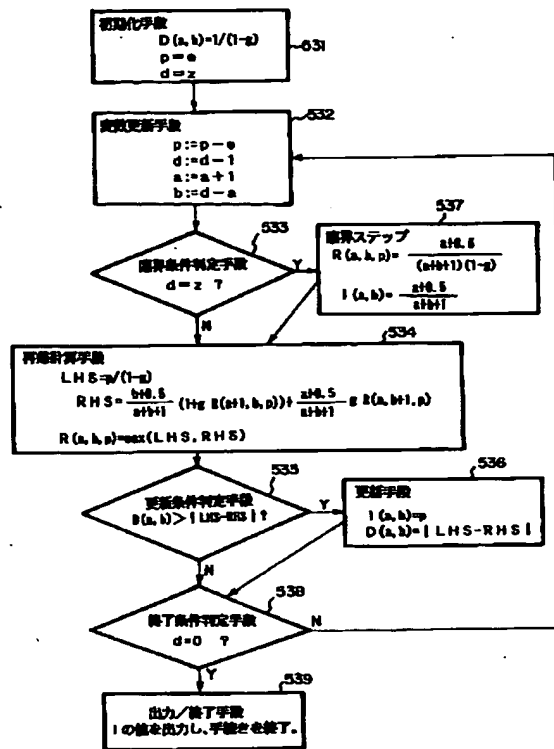 初期化手段
D(a,b)=1/(1-g)
p=e
d=z
531
変数更新手段
p:=p-e
d:=d-1
a:=a+1
b:=d-a
532
臨界条件判定手段
d=z ?
533
Y
N
臨界ステップ
R(a,b,p)= a+0.5 / (a+b+1)(1-g)
I(a,b)= a+0.5 / a+b+1
537
再帰計算手段
LHS=p/(1-g)
RHS= b+0.5 / a+b+1 (1+g R(a+1,b,p))+ a+0.5 / a+b+1 g R(a,b+1,p)
R(a,b,p)=max(LHS,RHS)
534
更新条件判定手段
D(a,b)>|LHS-RHS|?
535
Y
N
更新手段
I(a,b)=p
D(a,b)=|LHS-RHS|
536
終了条件判定手段
d=0 ?
538
N
Y
出力/終了手段
Iの値を出力し、手続きを終了。
539